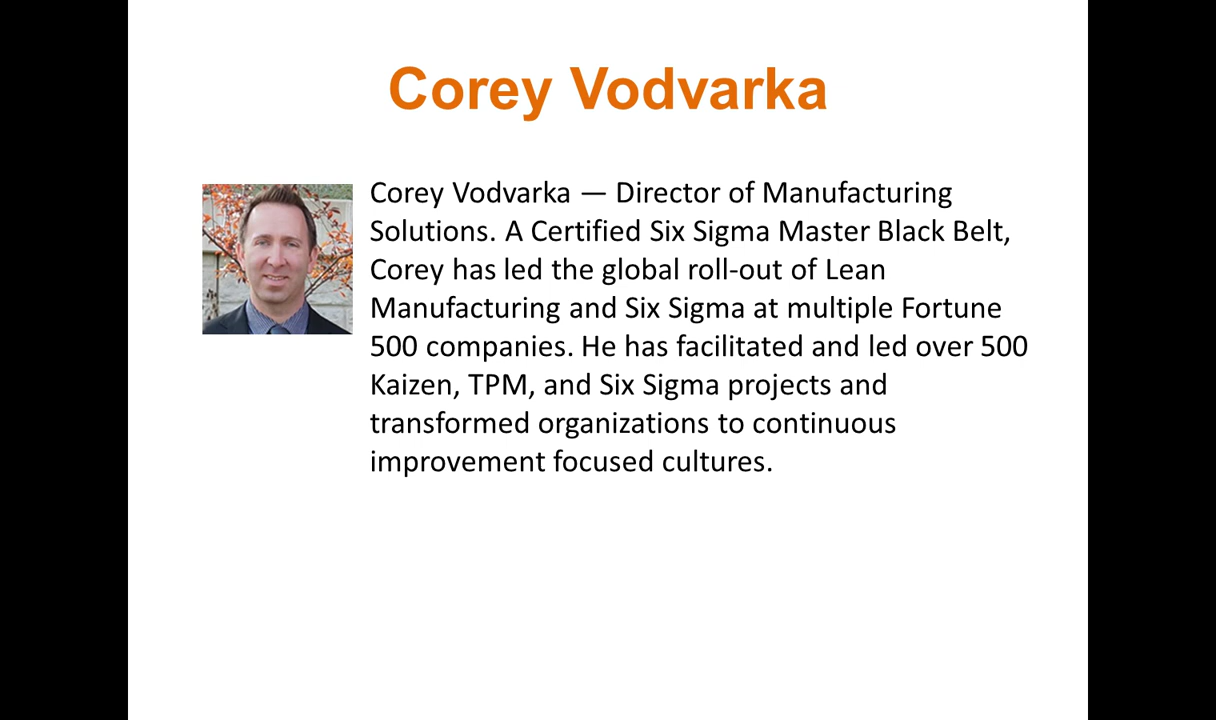 Corey Vodvarka
Corey Vodvarka — Director of Manufacturing
Solutions. A Certified Six Sigma Master Black Belt,
Corey has led the global roll-out of Lean
Manufacturing and Six Sigma at multiple Fortune
500 companies. He has facilitated and led over 500
Kaizen, TPM, and Six Sigma projects and
transformed organizations to continuous
improvement focused cultures.